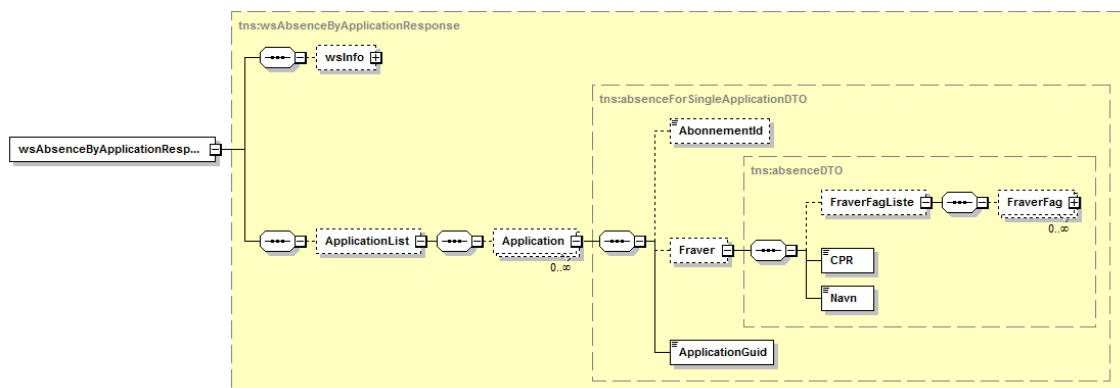 tns:wsAbsenceByApplicationResponse
wsInfo
tns:absenceForSingleApplicationDTO
AbonnementId
wsAbsenceByApplicationResp...
tns:absenceDTO
FraverFagListe
FraverFag
0..∞
ApplicationList
Application
0..∞
Fraver
CPR
Navn
ApplicationGuid